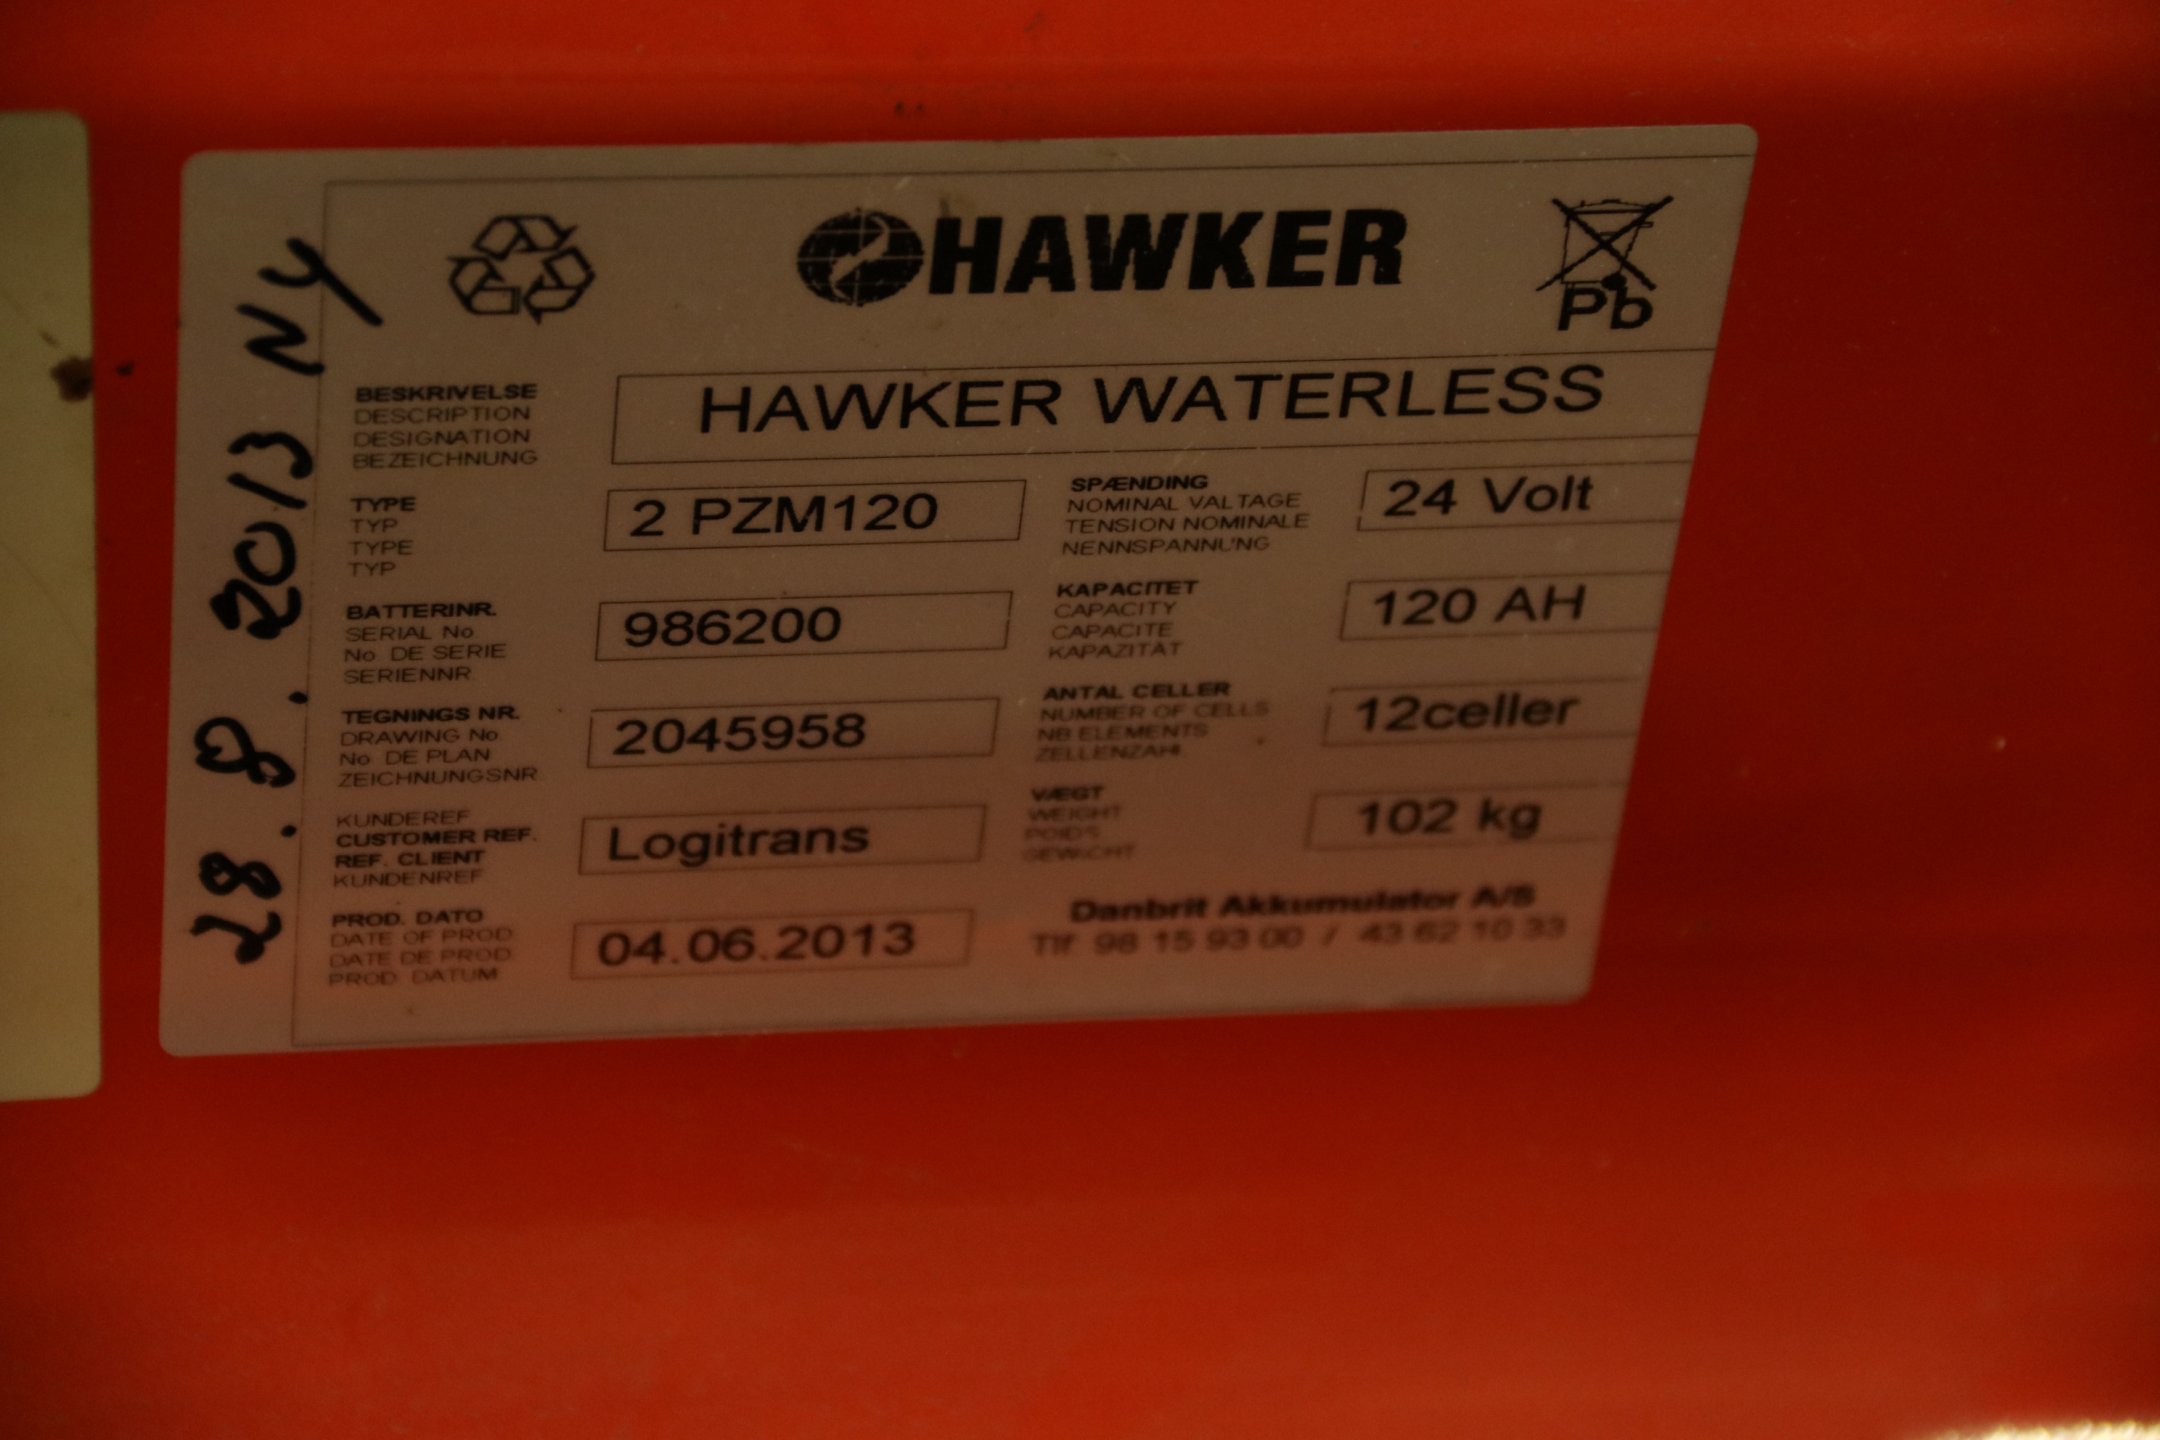 28.8.2013 NY
HAWKER
Pb
BESKRIVELSE
DESCRIPTION
DESIGNATION
BEZEICHNUNG
HAWKER WATERLESS
TYPE
TYP
TYPE
TYP
2 PZM120
SPÆNDING
NOMINAL VALTAGE
TENSION NOMINALE
NENNSPANNUNG
24 Volt
BATTERINR.
SERIAL No
No DE SERIE
SERIENNR
986200
KAPACITET
CAPACITY
CAPACITE
KAPAZITÄT
120 AH
TEGNINGS NR.
DRAWING No
No DE PLAN
ZEICHNUNGSNR
2045958
ANTAL CELLER
NUMBER OF CELLS
NB ELEMENTS
ZELLENZAHl
12celler
KUNDEREF
CUSTOMER REF.
REF. CLIENT
KUNDENREF
Logitrans
VÆGT
WEIGHT
POIDS
GEWICHT
102 kg
PROD. DATO
DATE OF PROD
DATE DE PROD
PROD. DATUM
04.06.2013
Danbrit Akkumulator A/S
Tlf 98 15 93 00 / 43 62 10 33